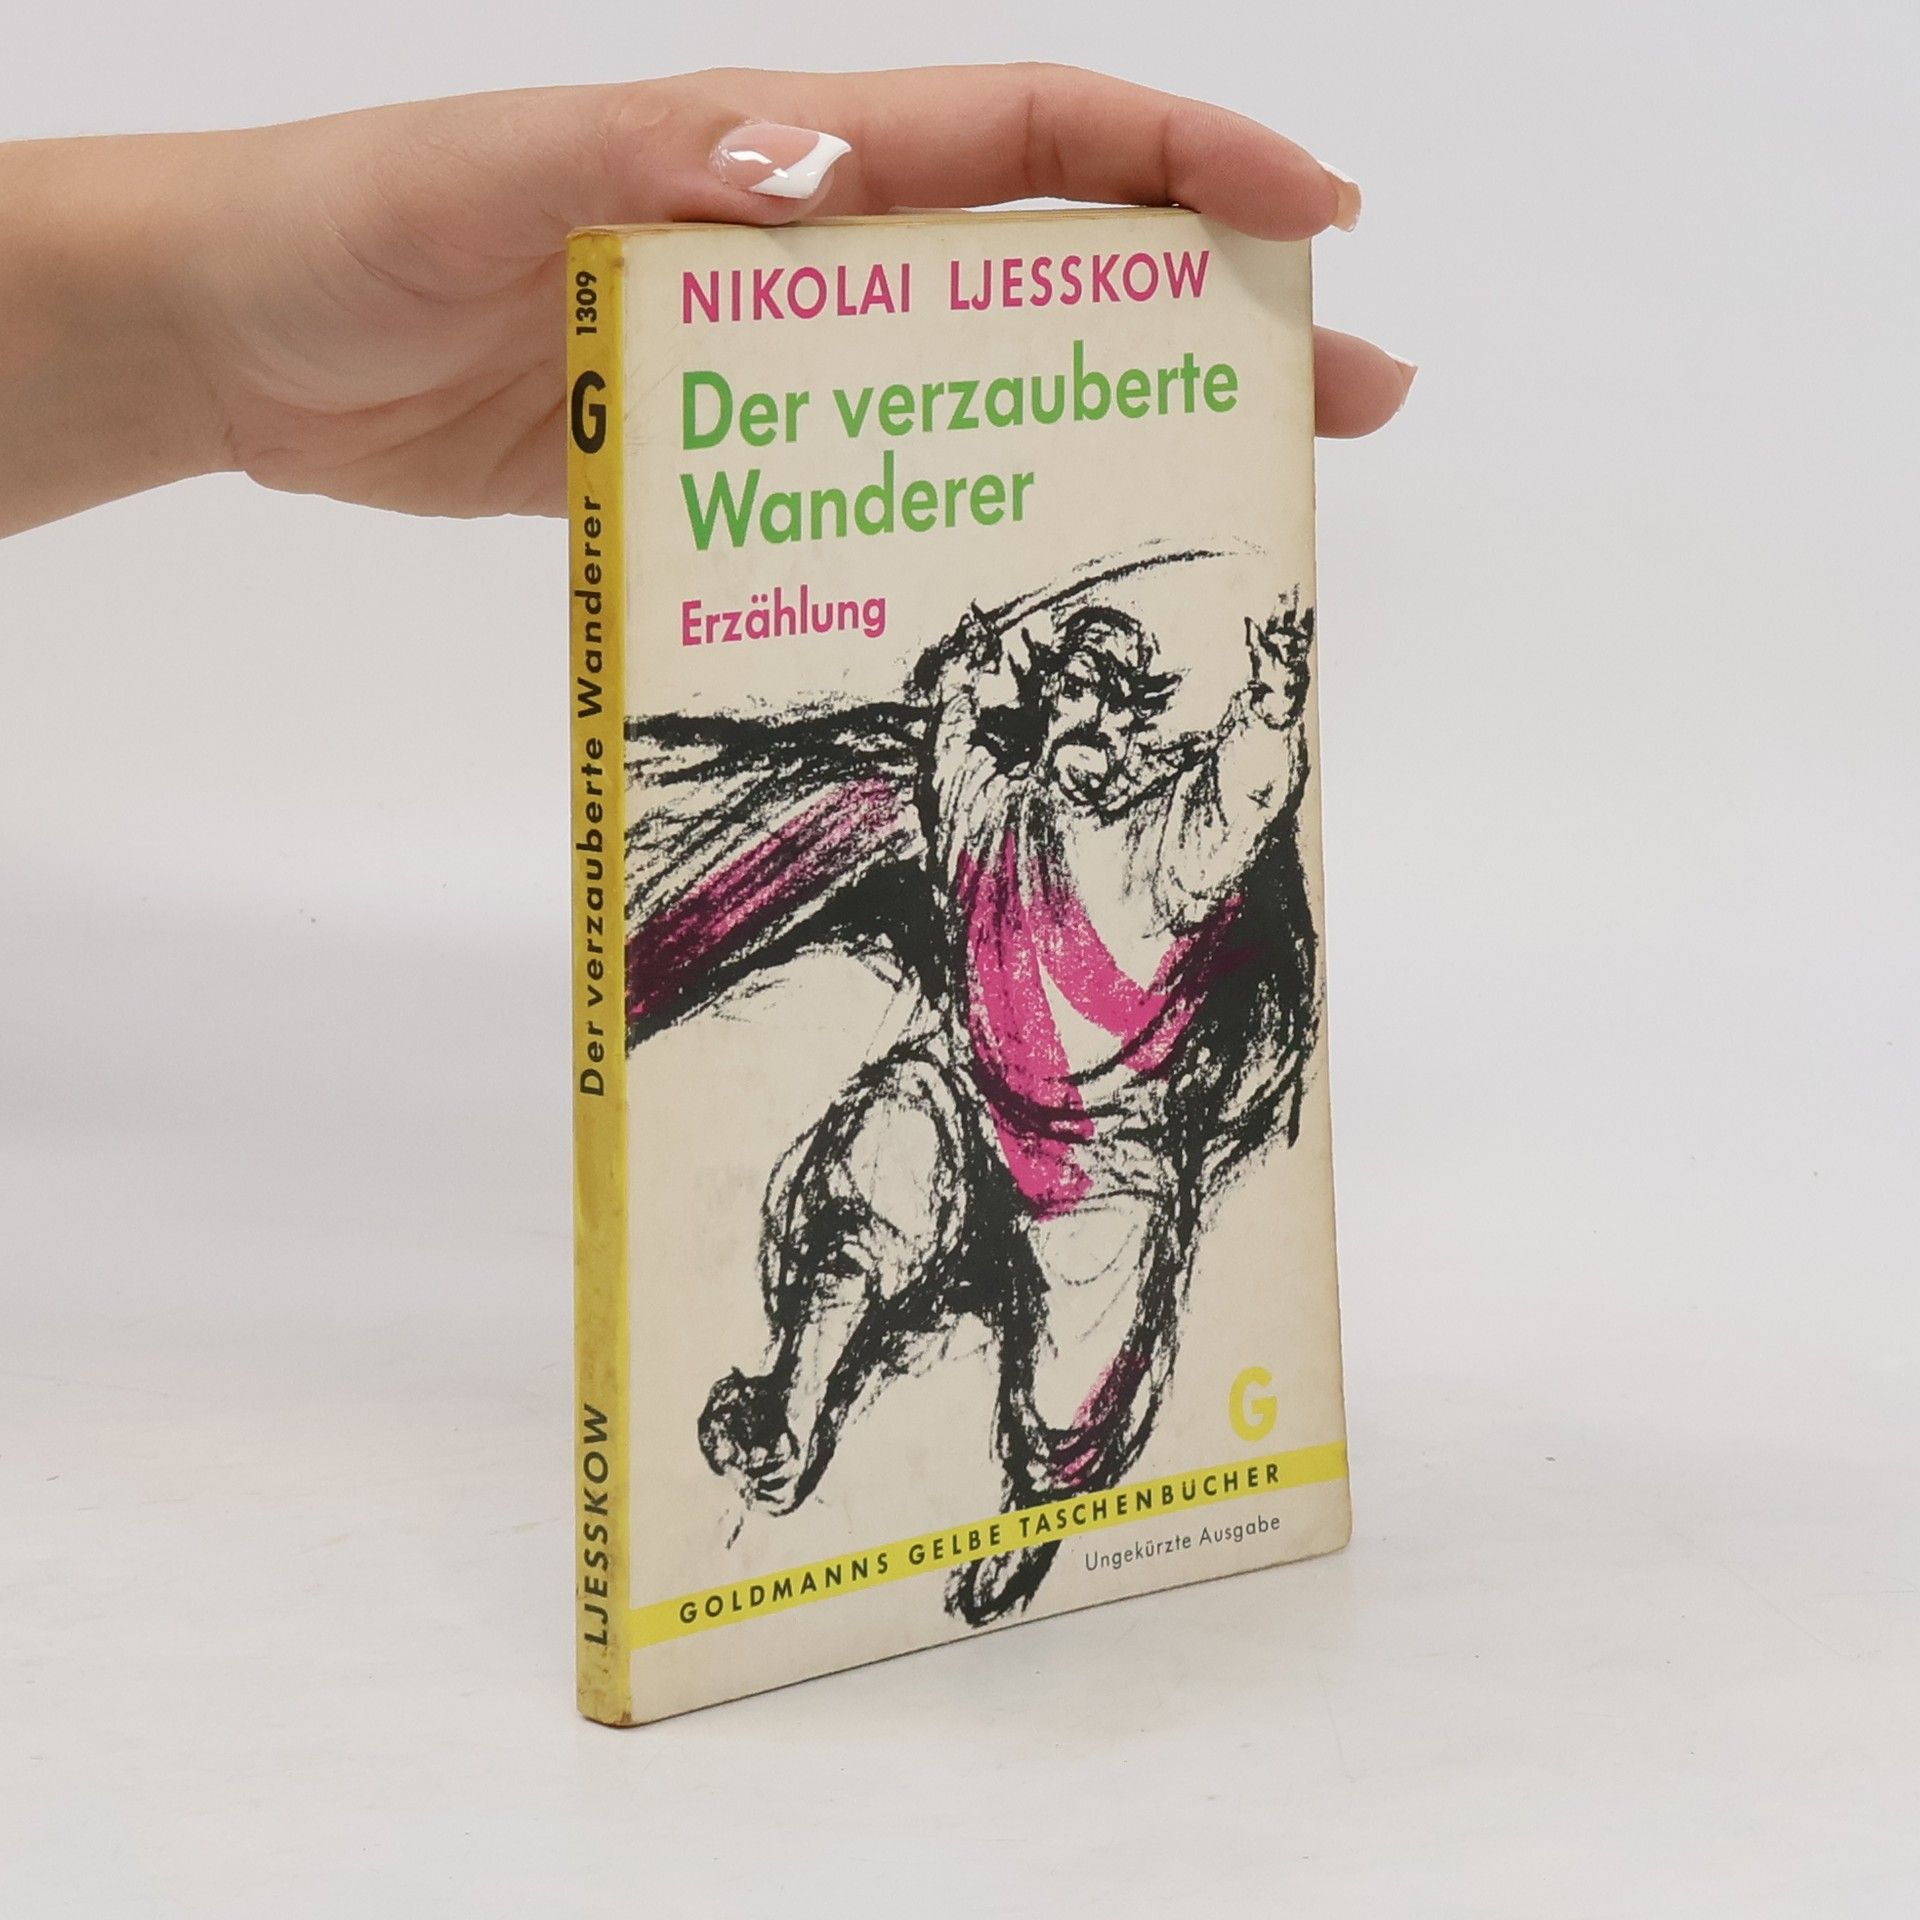 NIKOLAI LJESSKOW
Der verzauberte
Wanderer
Erzählung
G
GOLDMANNS GELBE TASCHENBÜCHER
Ungekürzte Ausgabe
LJESSKOW Der verzauberte Wanderer G 1309